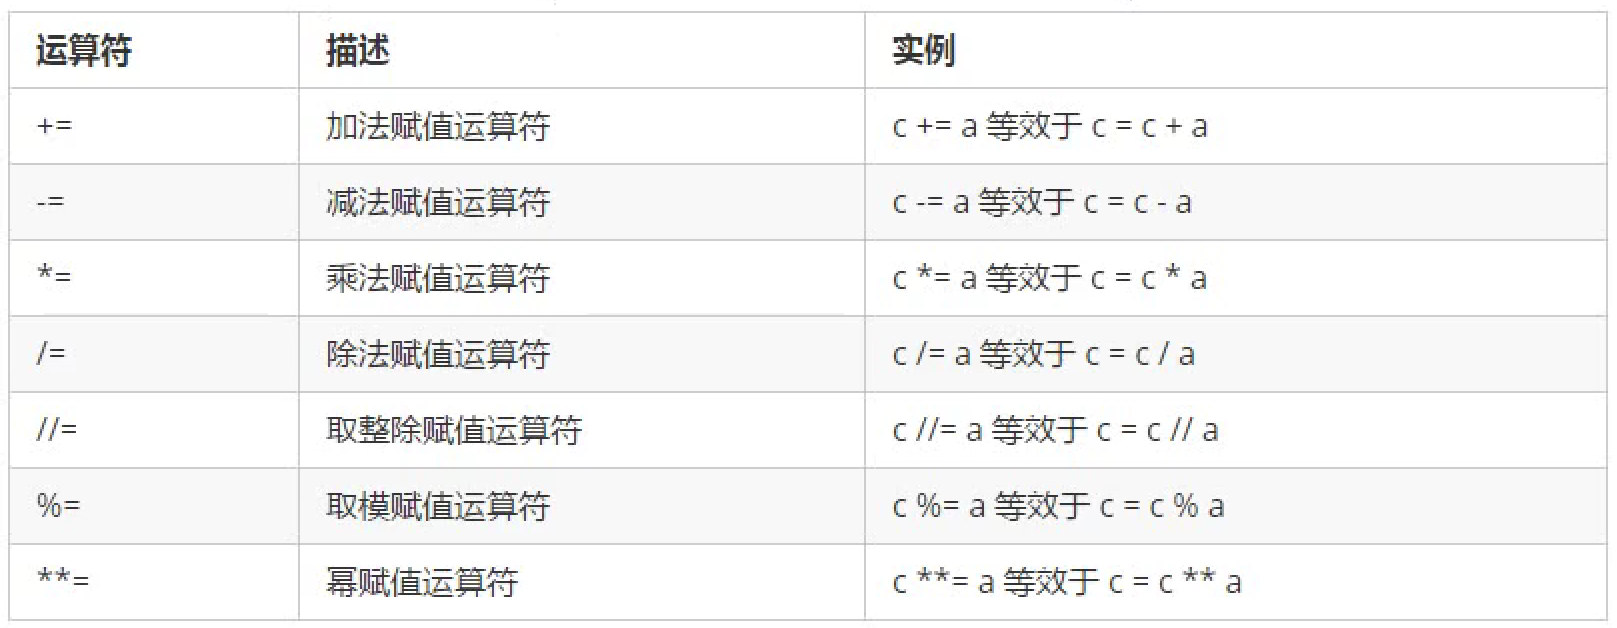 运算符 描述 实例
+= 加法赋值运算符 c += a 等效于 c = c + a
-= 减法赋值运算符 c -= a 等效于 c = c - a
*= 乘法赋值运算符 c *= a 等效于 c = c * a
/= 除法赋值运算符 c /= a 等效于 c = c / a
//= 取整除赋值运算符 c //= a 等效于 c = c // a
%= 取模赋值运算符 c %= a 等效于 c = c % a
**= 幂赋值运算符 c **= a 等效于 c = c ** a